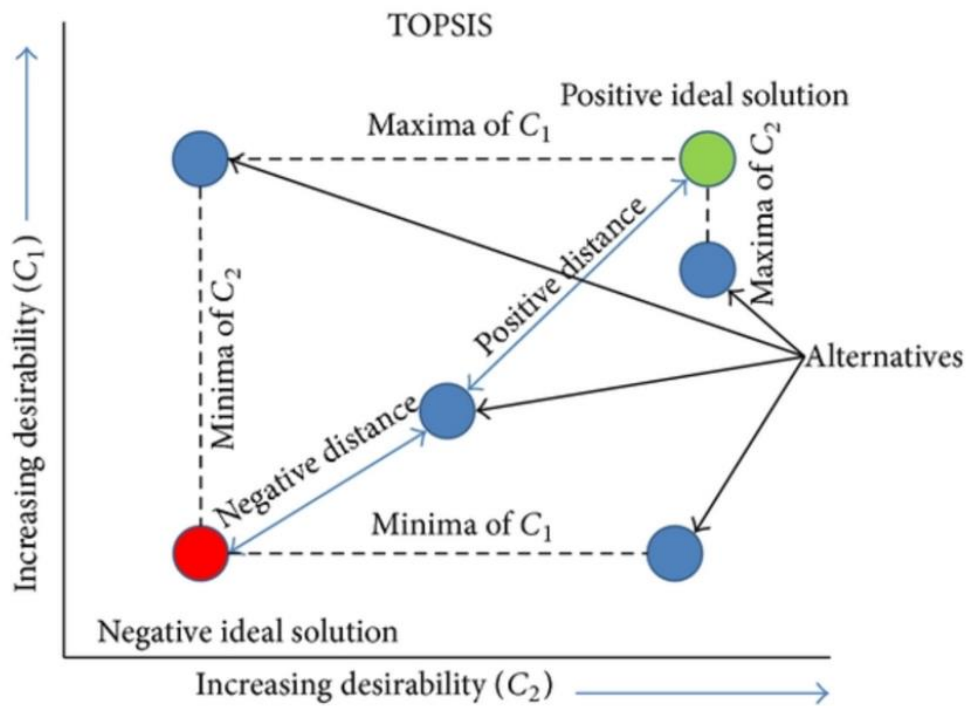 TOPSIS
Positive ideal solution
Maxima of C₁
Maxima of C₂
Increasing desirability (C₁)
Minima of C₂
Positive distance
Alternatives
Negative distance
Minima of C₁
Negative ideal solution
Increasing desirability (C₂)